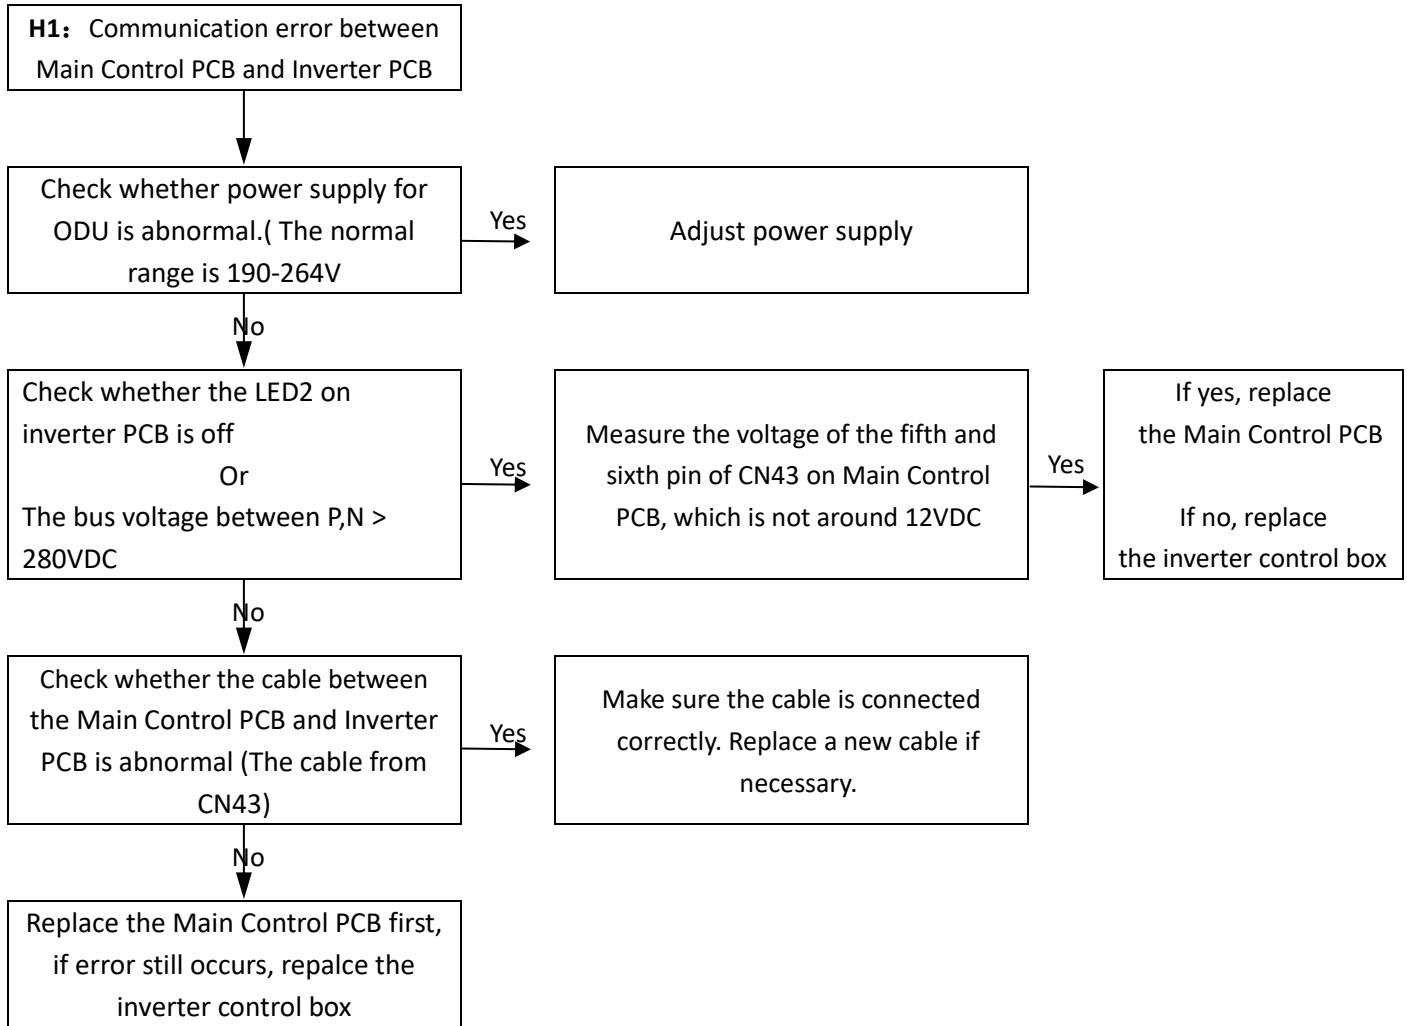 H1： Communication error between
Main Control PCB and Inverter PCB
Check whether power supply for
ODU is abnormal.( The normal
range is 190-264V
Yes
Adjust power supply
No
Check whether the LED2 on
inverter PCB is off
Or
The bus voltage between P,N >
280VDC
Yes
Measure the voltage of the fifth and
sixth pin of CN43 on Main Control
PCB, which is not around 12VDC
Yes
If yes, replace
the Main Control PCB
If no, replace
the inverter control box
No
Check whether the cable between
the Main Control PCB and Inverter
PCB is abnormal (The cable from
CN43)
Yes
Make sure the cable is connected
correctly. Replace a new cable if
necessary.
No
Replace the Main Control PCB first,
if error still occurs, repalce the
inverter control box